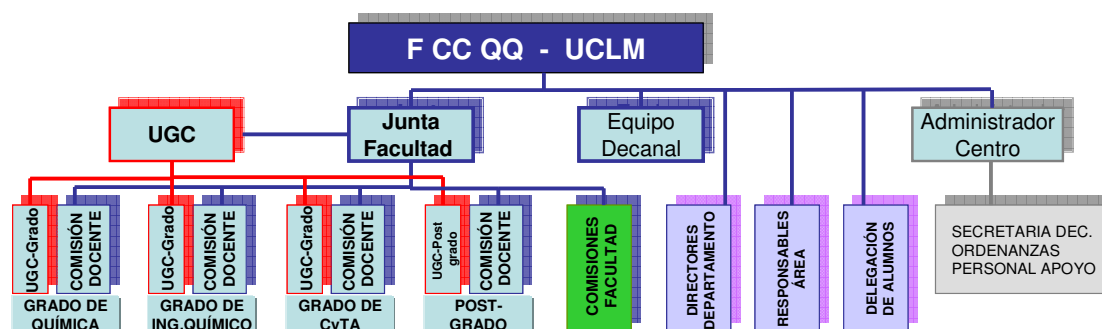 F CC QQ - UCLM
UGC
Junta
Facultad
Equipo
Decanal
Administrador
Centro
UGC-Grado
COMISIÓN
DOCENTE
GRADO DE
QUÍMICA
UGC-Grado
COMISIÓN
DOCENTE
GRADO DE
ING.QUÍMICO
UGC-Grado
COMISIÓN
DOCENTE
GRADO DE
CyTA
UGC-Post
grado
COMISIÓN
DOCENTE
POST-
GRADO
COMISIONES
FACULTAD
DIRECTORES
DEPARTAMENTO
RESPONSABLES
ÁREA
DELEGACIÓN
DE ALUMNOS
SECRETARIA DEC.
ORDENANZAS
PERSONAL APOYO